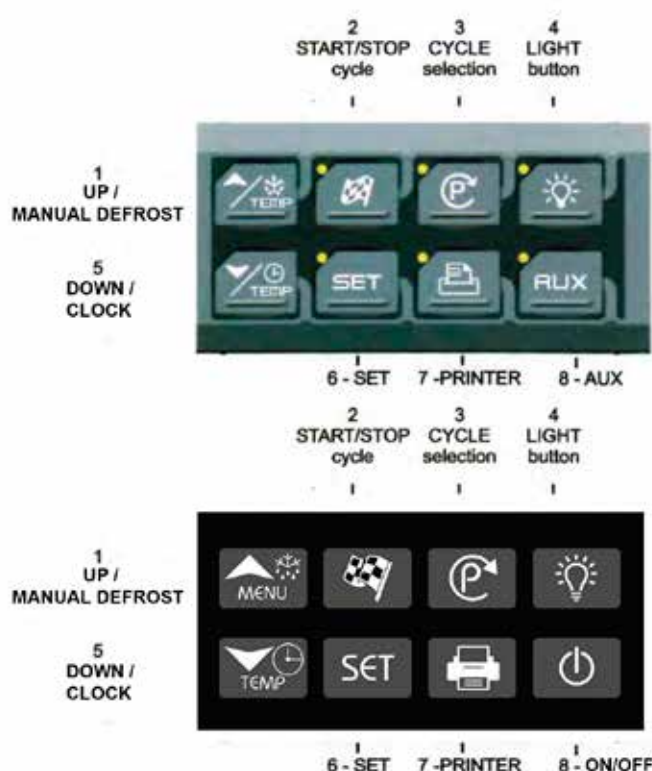 2 3 4
START/STOP CYCLE LIGHT
cycle selection button
1
UP /
MANUAL DEFROST
TEMP P
5
DOWN /
CLOCK
TEMP SET AUX
6 - SET 7 -PRINTER 8 - AUX
2 3 4
START/STOP CYCLE LIGHT
cycle selection button
1
UP /
MANUAL DEFROST
MENU P
5
DOWN /
CLOCK
TEMP SET
6 - SET 7 -PRINTER 8 - ON/OFF